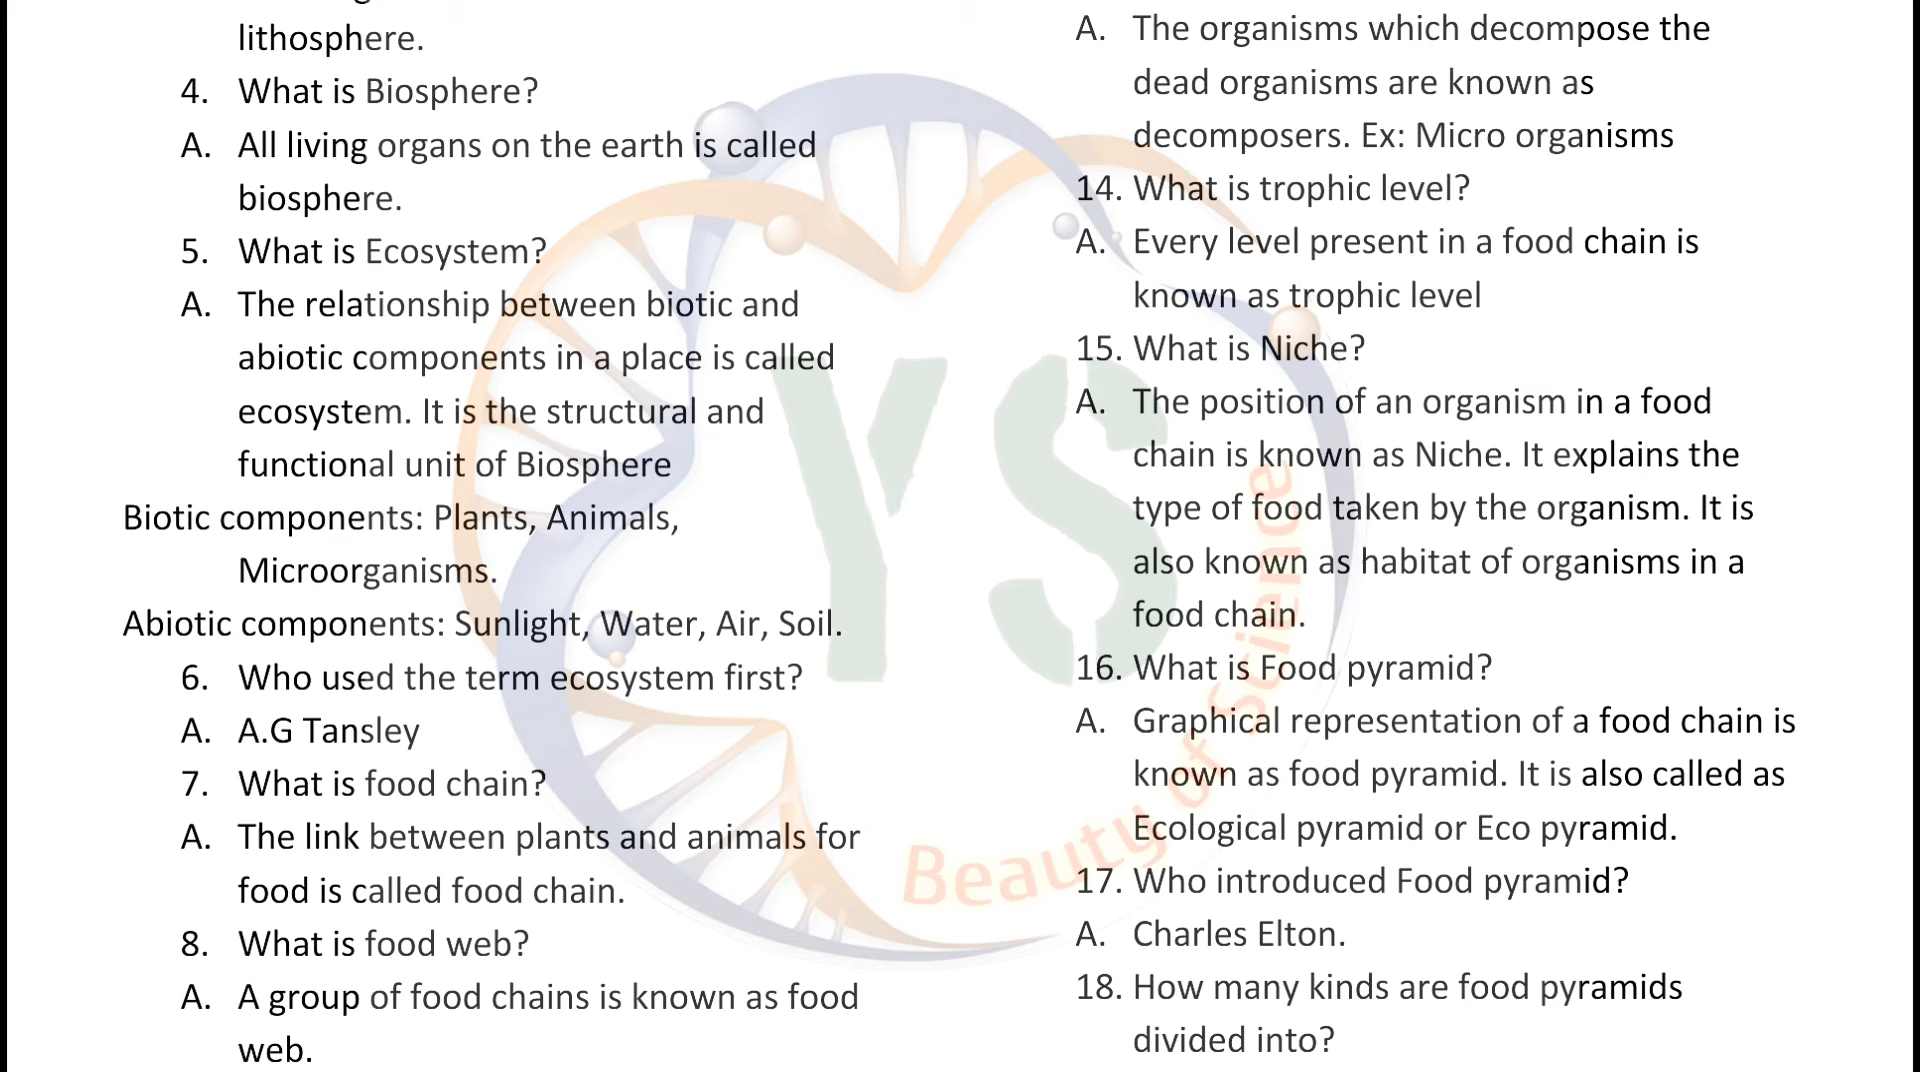 lithosphere.
4. What is Biosphere?
A. All living organs on the earth is called
biosphere.
5. What is Ecosystem?
A. The relationship between biotic and
abiotic components in a place is called
ecosystem. It is the structural and
functional unit of Biosphere
Biotic components: Plants, Animals,
Microorganisms.
Abiotic components: Sunlight, Water, Air, Soil.
6. Who used the term ecosystem first?
A. A.G Tansley
7. What is food chain?
A. The link between plants and animals for
food is called food chain.
8. What is food web?
A. A group of food chains is known as food
web.
A. The organisms which decompose the
dead organisms are known as
decomposers. Ex: Micro organisms
14. What is trophic level?
A. Every level present in a food chain is
known as trophic level
15. What is Niche?
A. The position of an organism in a food
chain is known as Niche. It explains the
type of food taken by the organism. It is
also known as habitat of organisms in a
food chain.
16. What is Food pyramid?
A. Graphical representation of a food chain is
known as food pyramid. It is also called as
Ecological pyramid or Eco pyramid.
17. Who introduced Food pyramid?
A. Charles Elton.
18. How many kinds are food pyramids
divided into?
YS
Beauty of Science